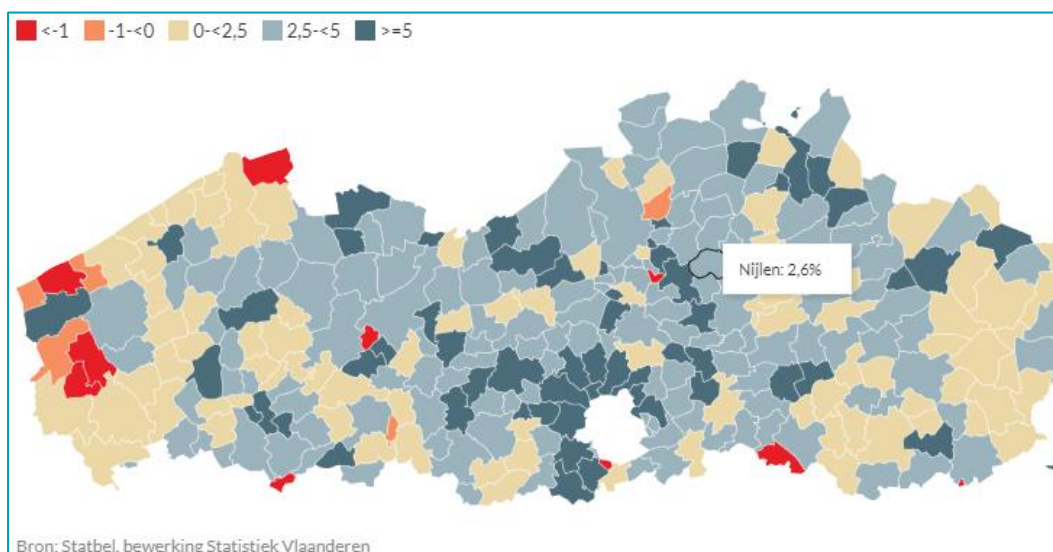 <-1 -1-<0 0-<2,5 2,5-<5 >=5
Nijlen: 2,6%
Bron: Statbel, bewerking Statistiek Vlaanderen